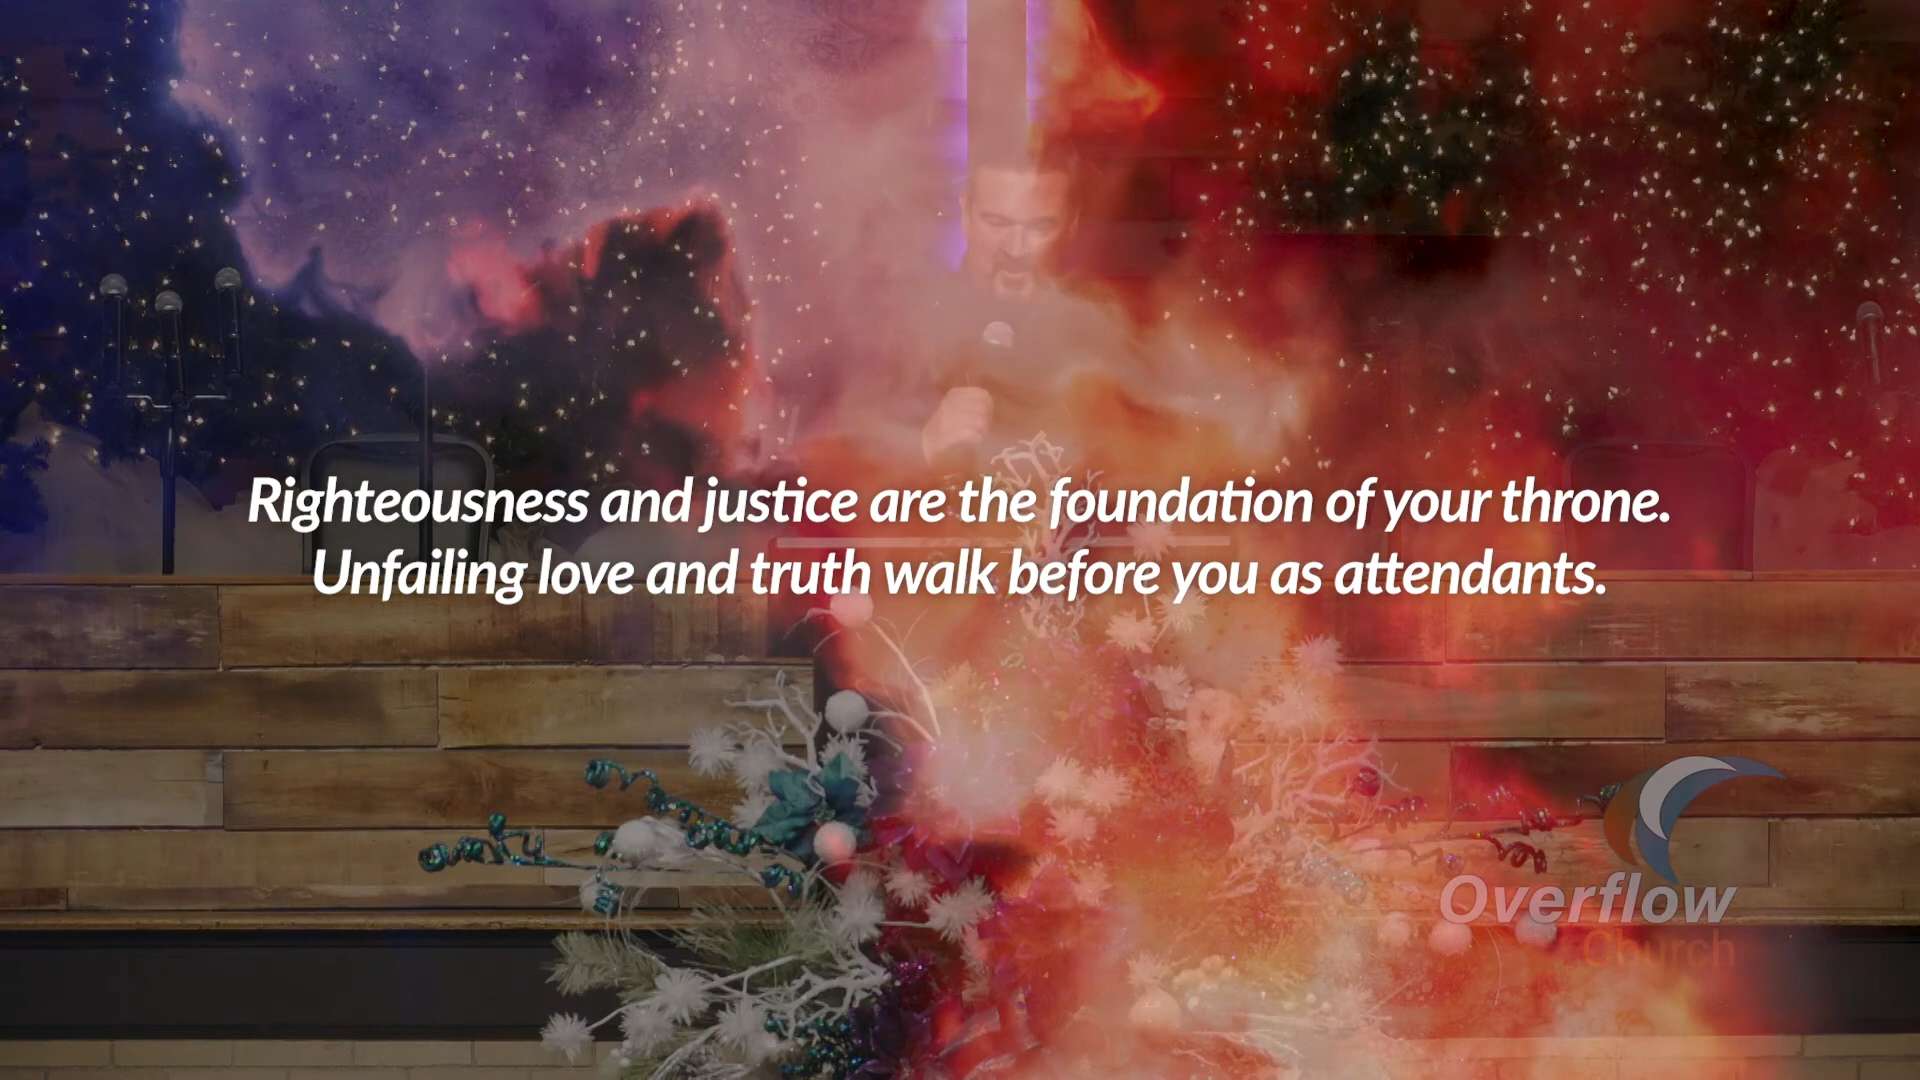 Righteousness and justice are the foundation of your throne.
Unfailing love and truth walk before you as attendants.
Overflow
Church